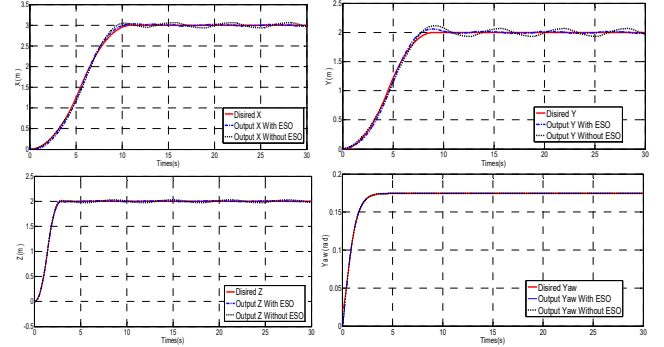 3.5
3
2.5
2
1.5
1
0.5
0
X(m)
0 5 10 15 20 25 30
Times(s)
Disired X
Output X With ESO
Output X Without ESO
2.5
2
1.5
1
0.5
0
Y(m)
0 5 10 15 20 25 30
Times(s)
Disired Y
Output Y With ESO
Output Y Without ESO
2.5
2
1.5
1
0.5
0
-0.5
Z(m)
0 5 10 15 20 25 30
Times(s)
Disired Z
Output Z With ESO
Output Z Without ESO
0.2
0.15
0.1
0.05
0
Yaw(rad)
0 5 10 15 20 25 30
Times(s)
Disired Yaw
Output Yaw With ESO
Output Yaw Without ESO